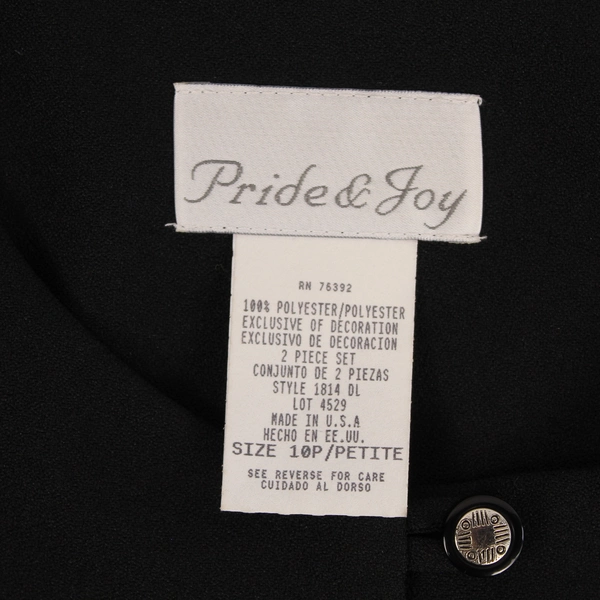 Pride & Joy
RN 76392
100% POLYESTER/POLYESTER
EXCLUSIVE OF DECORATION
EXCLUSIVO DE DECORACION
2 PIECE SET
CONJUNTO DE 2 PIEZAS
STYLE 1814 DL
LOT 4529
MADE IN U.S.A
HECHO EN EE.UU.
SIZE 10P/PETITE
SEE REVERSE FOR CARE
CUIDADO AL DORSO